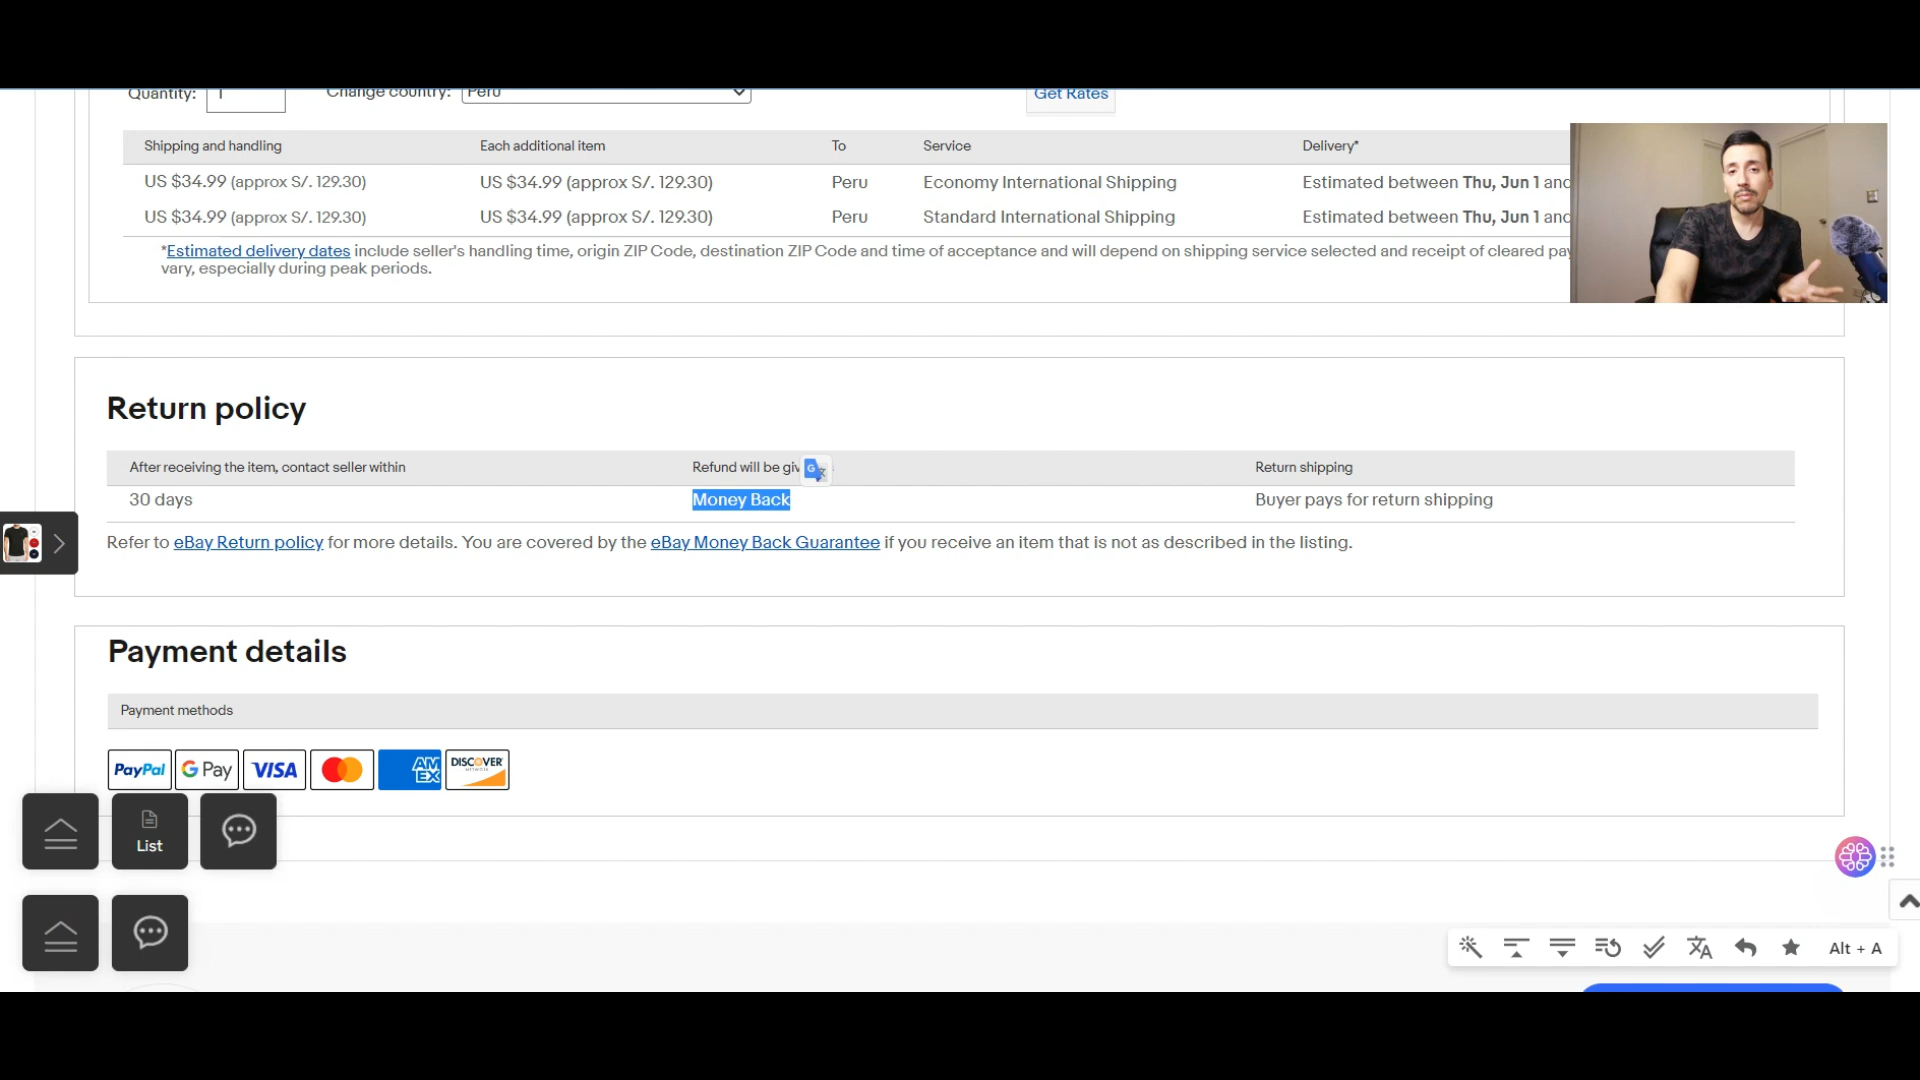 Quantity: 1 Change country: Peru Get Rates
Shipping and handling Each additional item To Service Delivery*
US $34.99 (approx S/. 129.30) US $34.99 (approx S/. 129.30) Peru Economy International Shipping Estimated between Thu, Jun 1 and
US $34.99 (approx S/. 129.30) US $34.99 (approx S/. 129.30) Peru Standard International Shipping Estimated between Thu, Jun 1 and
*Estimated delivery dates include seller's handling time, origin ZIP Code, destination ZIP Code and time of acceptance and will depend on shipping service selected and receipt of cleared pay
vary, especially during peak periods.
Return policy
After receiving the item, contact seller within Refund will be giv Return shipping
30 days Money Back Buyer pays for return shipping
Refer to eBay Return policy for more details. You are covered by the eBay Money Back Guarantee if you receive an item that is not as described in the listing.
Payment details
Payment methods
PayPal G Pay VISA AMEX DISCOVER
List
Alt + A